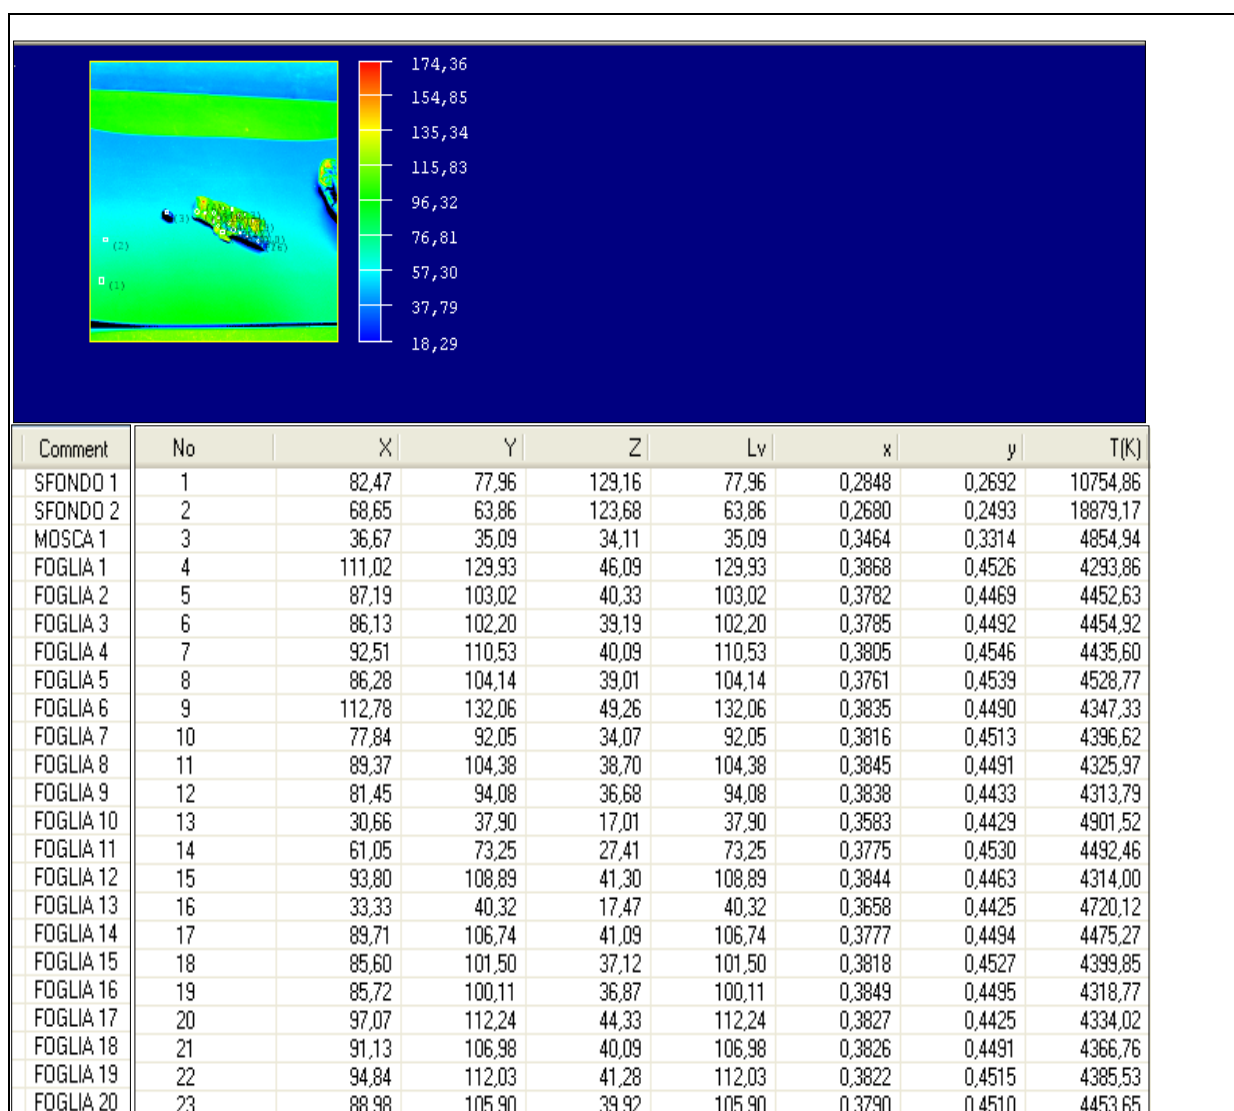 174,36
154,85
135,34
115,83
96,32
76,81
57,30
37,79
18,29
(3)
(2)
(1)
Comment No X Y Z Lv x y T(K)
SFONDO 1 1 82,47 77,96 129,16 77,96 0,2848 0,2692 10754,86
SFONDO 2 2 68,65 63,86 123,68 63,86 0,2680 0,2493 18879,17
MOSCA 1 3 36,67 35,09 34,11 35,09 0,3464 0,3314 4854,94
FOGLIA 1 4 111,02 129,93 46,09 129,93 0,3868 0,4526 4293,86
FOGLIA 2 5 87,19 103,02 40,33 103,02 0,3782 0,4469 4452,63
FOGLIA 3 6 86,13 102,20 39,19 102,20 0,3785 0,4492 4454,92
FOGLIA 4 7 92,51 110,53 40,09 110,53 0,3805 0,4546 4435,60
FOGLIA 5 8 86,28 104,14 39,01 104,14 0,3761 0,4539 4528,77
FOGLIA 6 9 112,78 132,06 49,26 132,06 0,3835 0,4490 4347,33
FOGLIA 7 10 77,84 92,05 34,07 92,05 0,3816 0,4513 4396,62
FOGLIA 8 11 89,37 104,38 38,70 104,38 0,3845 0,4491 4325,97
FOGLIA 9 12 81,45 94,08 36,68 94,08 0,3838 0,4433 4313,79
FOGLIA 10 13 30,66 37,90 17,01 37,90 0,3583 0,4429 4901,52
FOGLIA 11 14 61,05 73,25 27,41 73,25 0,3775 0,4530 4492,46
FOGLIA 12 15 93,80 108,89 41,30 108,89 0,3844 0,4463 4314,00
FOGLIA 13 16 33,33 40,32 17,47 40,32 0,3658 0,4425 4720,12
FOGLIA 14 17 89,71 106,74 41,09 106,74 0,3777 0,4494 4475,27
FOGLIA 15 18 85,60 101,50 37,12 101,50 0,3818 0,4527 4399,85
FOGLIA 16 19 85,72 100,11 36,87 100,11 0,3849 0,4495 4318,77
FOGLIA 17 20 97,07 112,24 44,33 112,24 0,3827 0,4425 4334,02
FOGLIA 18 21 91,13 106,98 40,09 106,98 0,3826 0,4491 4366,76
FOGLIA 19 22 94,84 112,03 41,28 112,03 0,3822 0,4515 4385,53
FOGLIA 20 23 88,98 105,90 39,92 105,90 0,3790 0,4510 4453,65